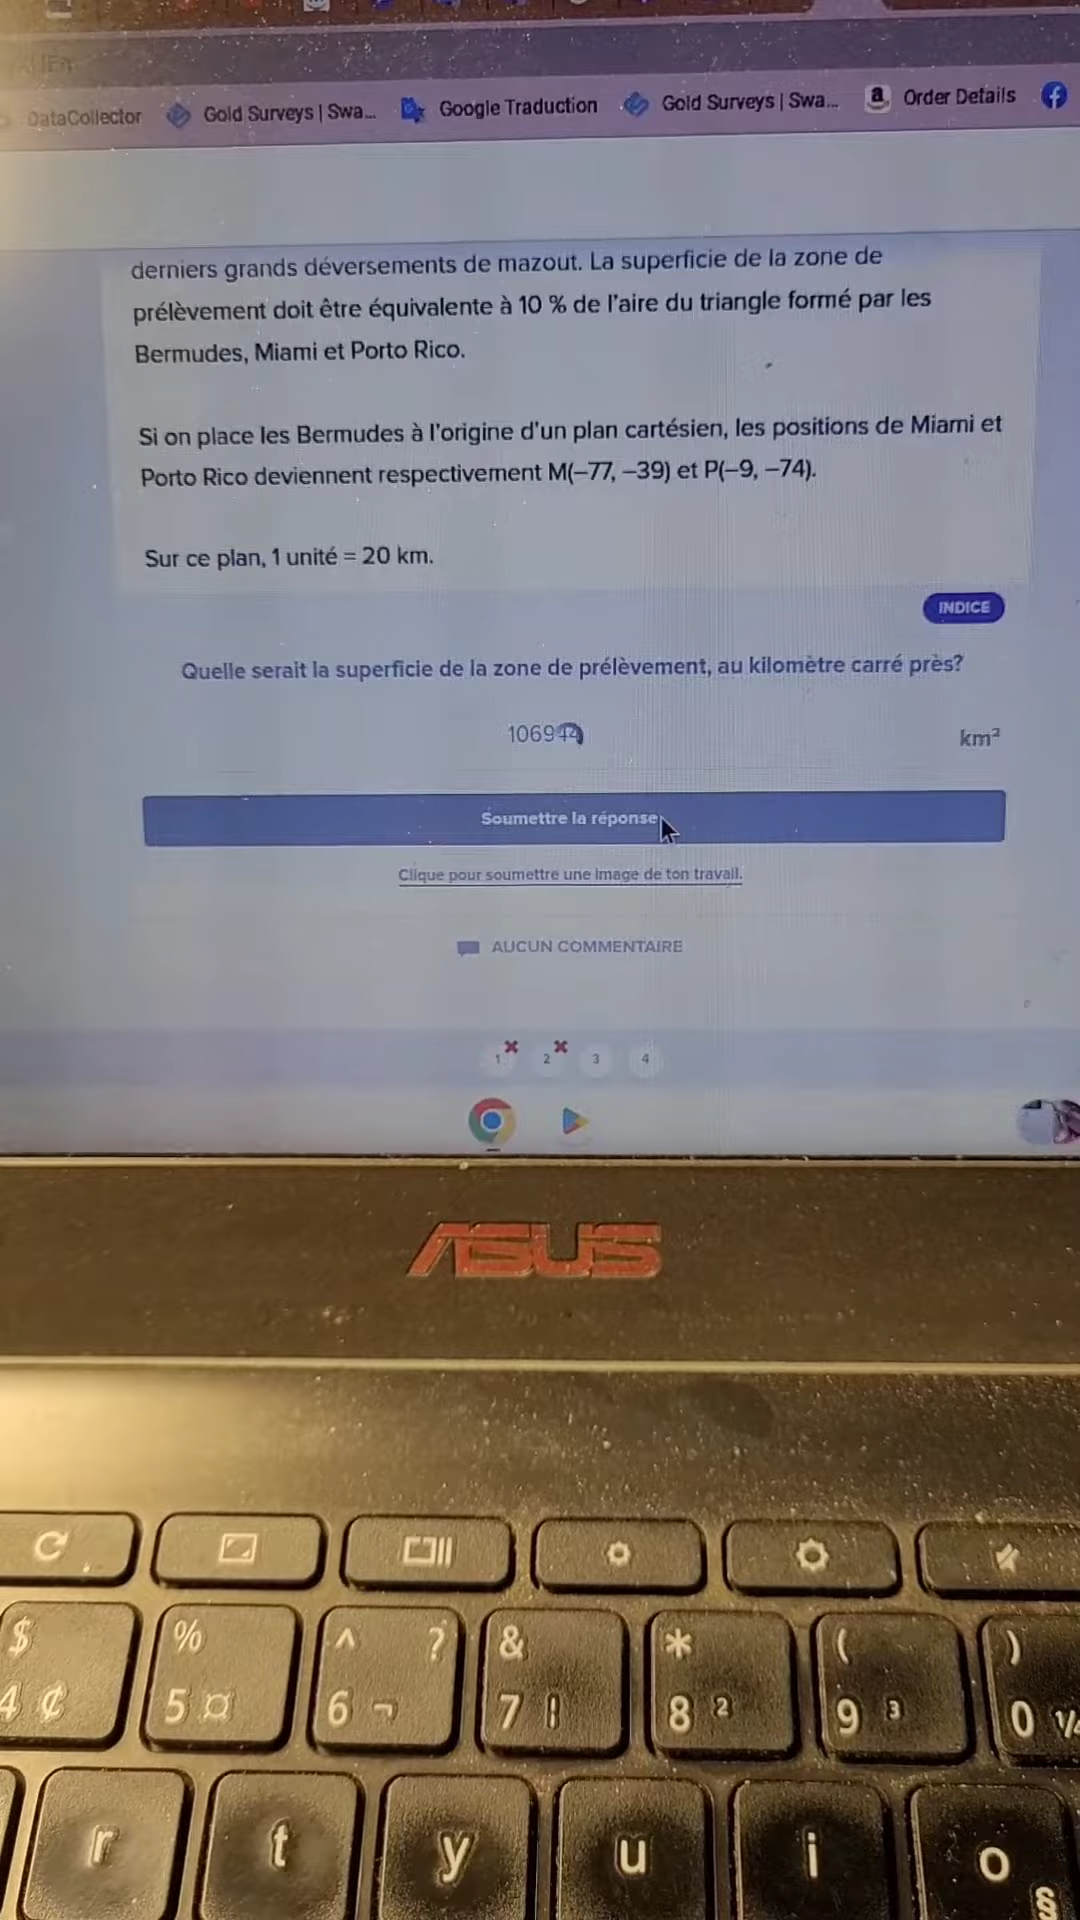 DataCollector Gold Surveys | Swa... Google Traduction Gold Surveys | Swa... a Order Details f
derniers grands déversements de mazout. La superficie de la zone de
prélèvement doit être équivalente à 10 % de l'aire du triangle formé par les
Bermudes, Miami et Porto Rico.
Si on place les Bermudes à l'origine d'un plan cartésien, les positions de Miami et
Porto Rico deviennent respectivement M(−77, −39) et P(−9, −74).
Sur ce plan, 1 unité = 20 km.
INDICE
Quelle serait la superficie de la zone de prélèvement, au kilomètre carré près?
km²
Soumettre la réponse
Clique pour soumettre une image de ton travail.
AUCUN COMMENTAIRE
1 2 3 4
ASUS
$ % ^ ? & * ( )
4 ¢ 5 ¤ 6 ¬ 7 ¦ 8 ² 9 ³ 0 ¼
r t y u i o §